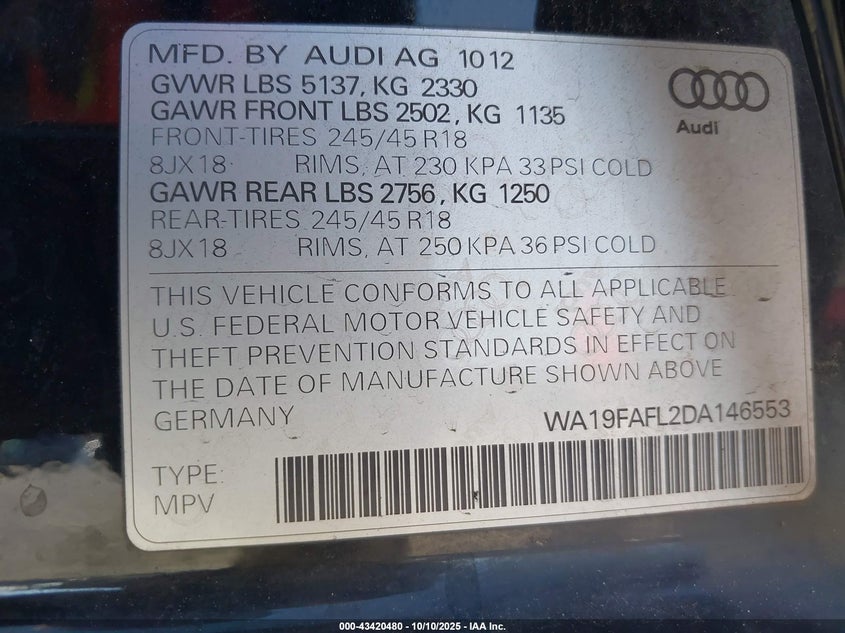 MFD. BY AUDI AG 10 12
GVWR LBS 5137, KG 2330
GAWR FRONT LBS 2502, KG 1135
FRONT-TIRES 245/45 R18
8JX18 RIMS, AT 230 KPA 33 PSI COLD
GAWR REAR LBS 2756, KG 1250
REAR-TIRES 245/45 R18
8JX18 RIMS, AT 250 KPA 36 PSI COLD
Audi
THIS VEHICLE CONFORMS TO ALL APPLICABLE
U.S. FEDERAL MOTOR VEHICLE SAFETY AND
THEFT PREVENTION STANDARDS IN EFFECT ON
THE DATE OF MANUFACTURE SHOWN ABOVE
GERMANY WA19FAFL2DA146553
TYPE:
MPV
000-43420480 - 10/10/2025 - IAA Inc.